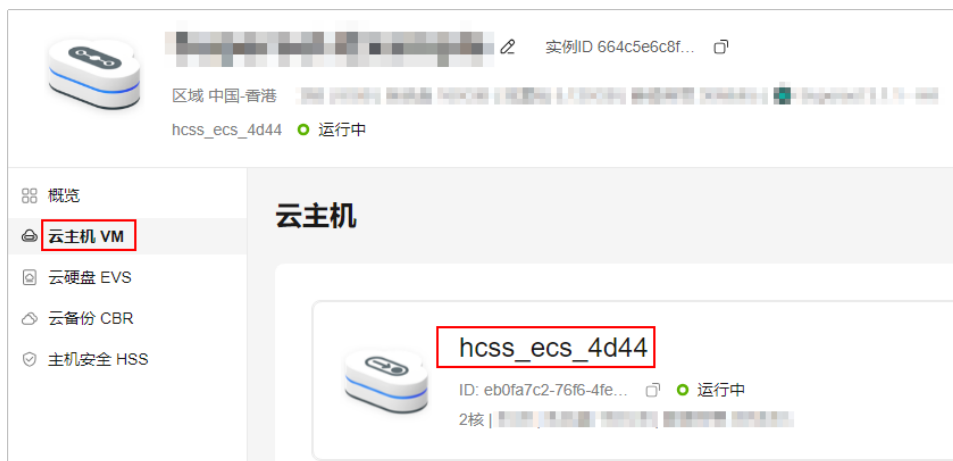 实例ID 664c5e6c8f...
区域 中国-香港
hcss_ecs_4d44 运行中
概览
云主机 VM
云硬盘 EVS
云备份 CBR
主机安全 HSS
云主机
hcss_ecs_4d44
ID: eb0fa7c2-76f6-4fe... 运行中
2核 |